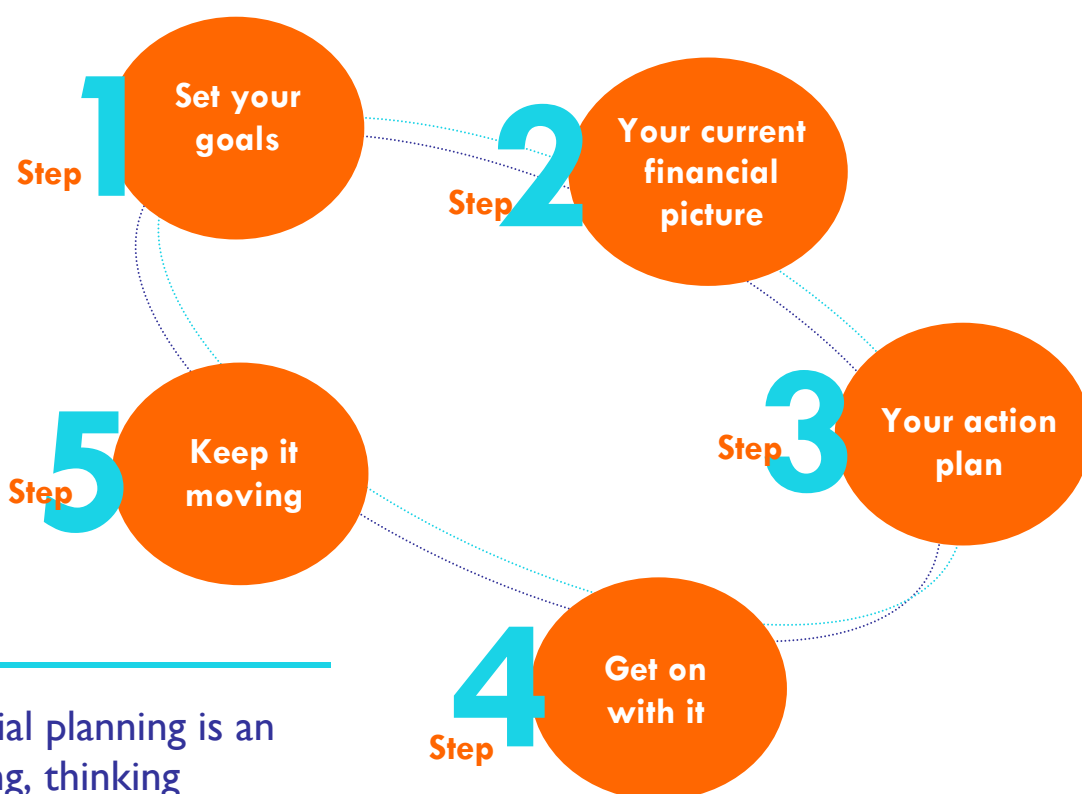 Step 1
Set your
goals
Step 2
Your current
financial
picture
Step 3
Your action
plan
Step 4
Get on
with it
Step 5
Keep it
moving
planning is an
thinking